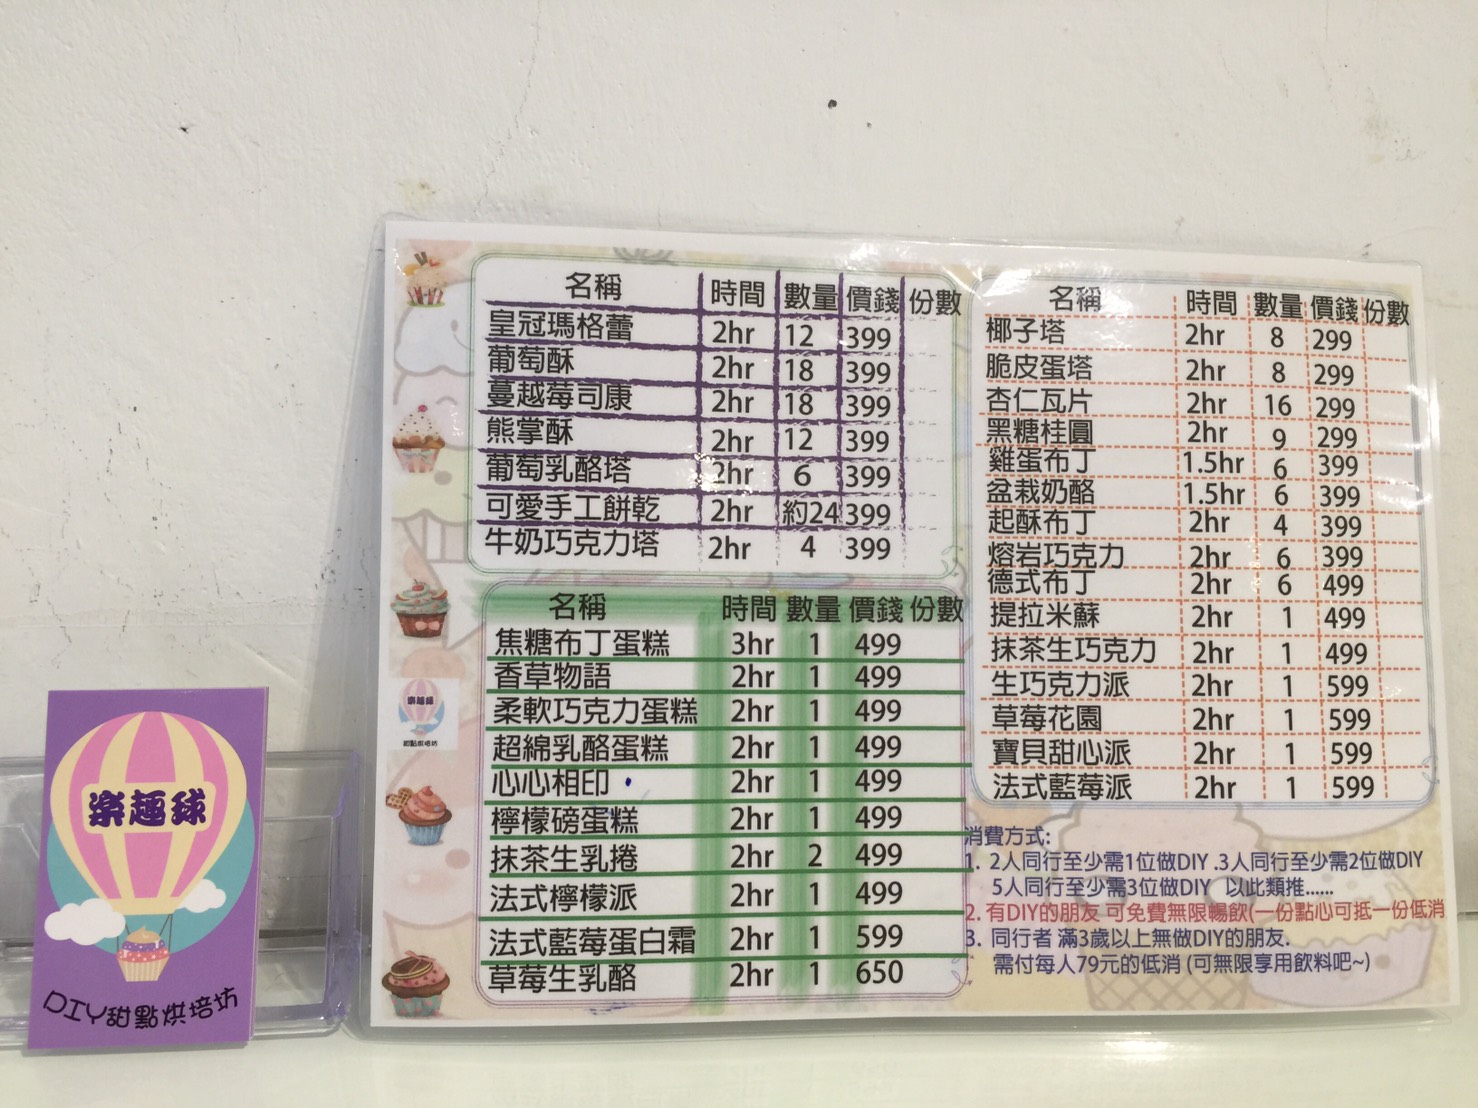 名稱 時間 數量 價錢 份數
皇冠瑪格蕾 2hr 12 399
葡萄酥 2hr 18 399
蔓越莓司康 2hr 18 399
熊掌酥 2hr 12 399
葡萄乳酪塔 2hr 6 399
可愛手工餅乾 2hr 約24 399
牛奶巧克力塔 2hr 4 399
名稱 時間 數量 價錢 份數
焦糖布丁蛋糕 3hr 1 499
香草物語 2hr 1 499
柔軟巧克力蛋糕 2hr 1 499
超綿乳酪蛋糕 2hr 1 499
心心相印 2hr 1 499
檸檬磅蛋糕 2hr 1 499
抹茶生乳捲 2hr 2 499
法式檸檬派 2hr 1 499
法式藍莓蛋白霜 2hr 1 599
草莓生乳酪 2hr 1 650
名稱 時間 數量 價錢 份數
椰子塔 2hr 8 299
脆皮蛋塔 2hr 8 299
杏仁瓦片 2hr 16 299
黑糖桂圓 2hr 9 299
雞蛋布丁 1.5hr 6 399
盆栽奶酪 1.5hr 6 399
起酥布丁 2hr 4 399
熔岩巧克力 2hr 6 399
德式布丁 2hr 6 499
提拉米蘇 2hr 1 499
抹茶生巧克力 2hr 1 499
生巧克力派 2hr 1 599
草莓花園 2hr 1 599
寶貝甜心派 2hr 1 599
法式藍莓派 2hr 1 599
消費方式:
1. 2人同行至少需1位做DIY .3人同行至少需2位做DIY
5人同行至少需3位做DIY 以此類推......
2. 有DIY的朋友 可免費無限暢飲(一份點心可抵一份低消
3. 同行者 滿3歲以上無做DIY的朋友.
需付每人79元的低消 (可無限享用飲料吧~)
樂趣球
甜點烘培坊
樂趣球
DIY甜點烘培坊